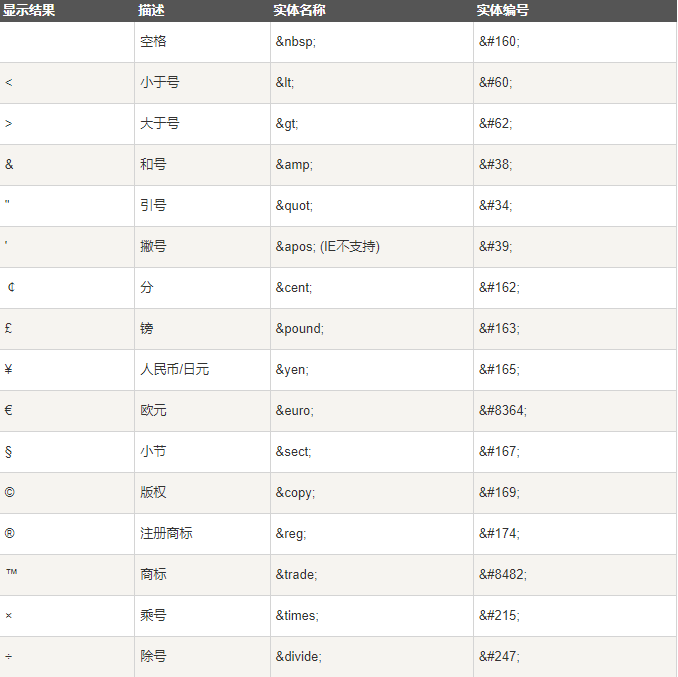 显示结果 描述 实体名称 实体编号
空格 &nbsp; &#160;
< 小于号 &lt; &#60;
> 大于号 &gt; &#62;
& 和号 &amp; &#38;
" 引号 &quot; &#34;
' 撇号 &apos; (IE不支持) &#39;
¢ 分 &cent; &#162;
£ 镑 &pound; &#163;
¥ 人民币/日元 &yen; &#165;
€ 欧元 &euro; &#8364;
§ 小节 &sect; &#167;
© 版权 &copy; &#169;
® 注册商标 &reg; &#174;
™ 商标 &trade; &#8482;
× 乘号 &times; &#215;
÷ 除号 &divide; &#247;